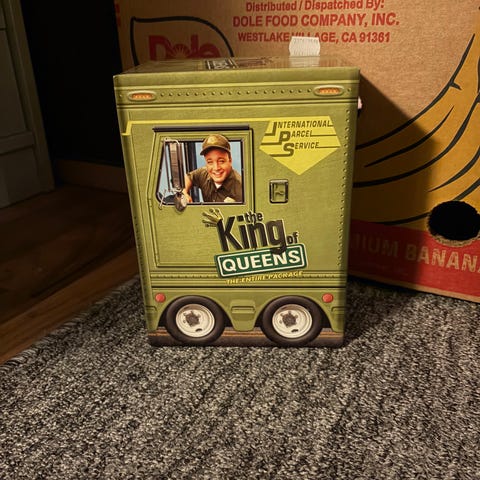 Distributed / Dispatched By:
DOLE FOOD COMPANY, INC.
WESTLAKE VILLAGE, CA 91361
Dole
INTERNATIONAL
PARCEL
SERVICE
the
King of
QUEENS
THE ENTIRE PACKAGE
MIUM BANANA